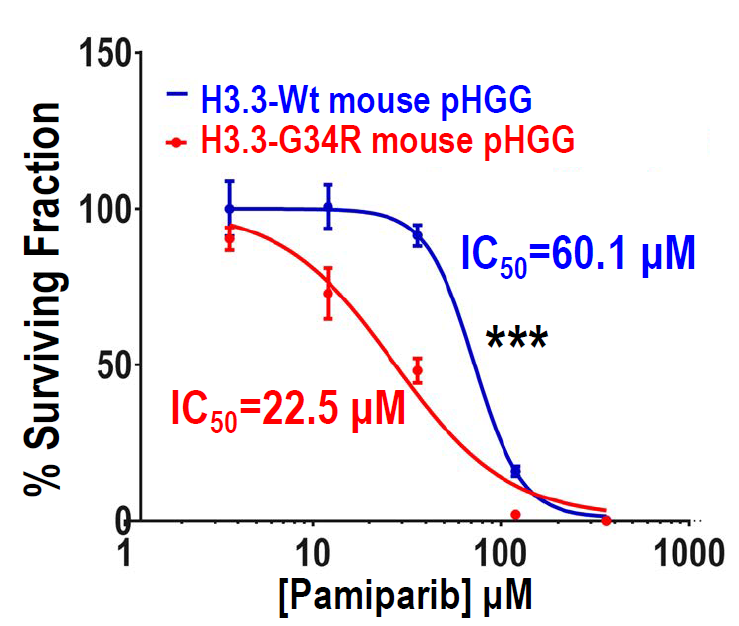 150
H3.3-Wt mouse pHGG
H3.3-G34R mouse pHGG
100
IC50=60.1 µM
***
50
IC50=22.5 µM
0
1 10 100 1000
[Pamiparib] µM
% Surviving Fraction